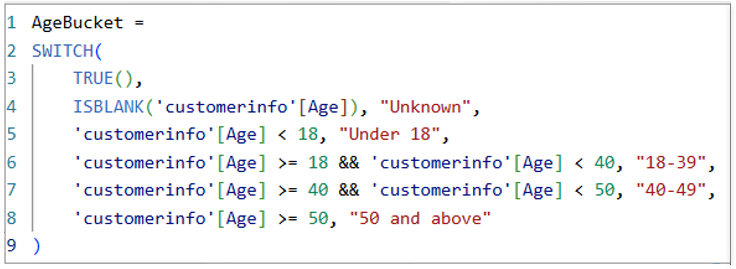 1 AgeBucket =
2 SWITCH(
3     TRUE(),
4     ISBLANK('customerinfo'[Age]), "Unknown",
5     'customerinfo'[Age] < 18, "Under 18",
6     'customerinfo'[Age] >= 18 && 'customerinfo'[Age] < 40, "18-39",
7     'customerinfo'[Age] >= 40 && 'customerinfo'[Age] < 50, "40-49",
8     'customerinfo'[Age] >= 50, "50 and above"
9 )